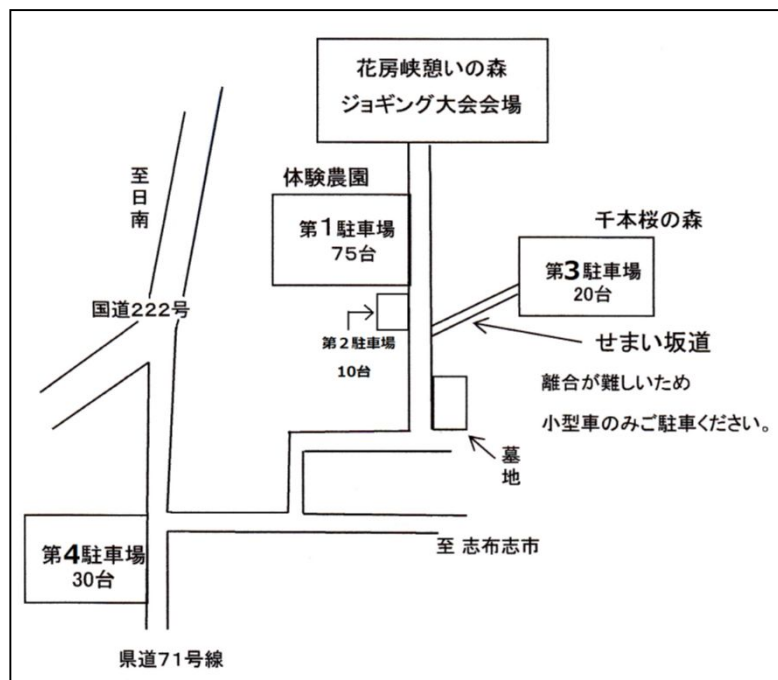 花房峡憩いの森
ジョギング大会会場
至日南
体験農園
第1駐車場
75台
千本桜の森
第3駐車場
20台
国道222号
第2駐車場
10台
せまい坂道
離合が難しいため
小型車のみご駐車ください。
墓地
第4駐車場
30台
至 志布志市
県道71号線